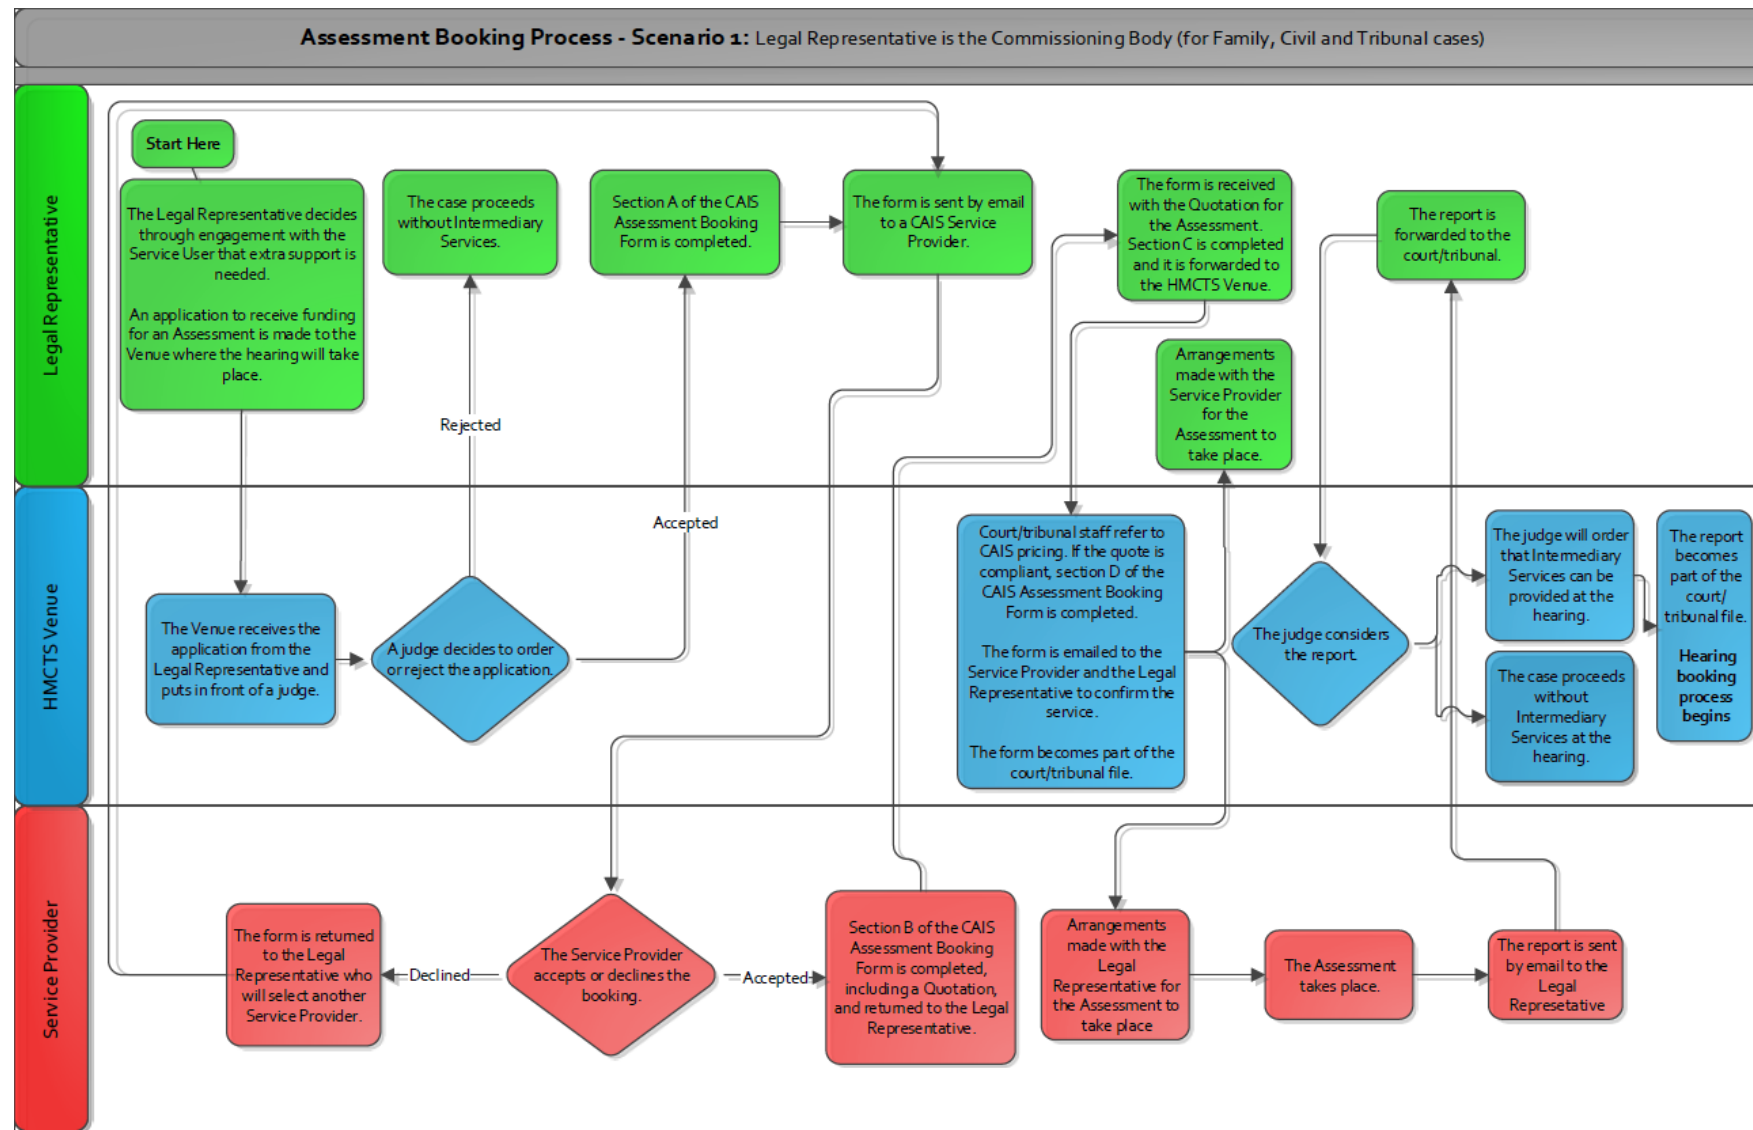 Assessment Booking Process - Scenario 1: Legal Representative is the Commissioning Body (for Family, Civil and Tribunal cases)
Legal Representative
Start Here
The Legal Representative decides
through engagement with the
Service User that extra support is
needed.
An application to receive funding
for an Assessment is made to the
Venue where the hearing will take
place.
The case proceeds
without Intermediary
Services.
Section A of the CAIS
Assessment Booking
Form is completed.
The form is sent by email
to a CAIS Service
Provider.
The form is received
with the Quotation for
the Assessment.
Section C is completed
and it is forwarded to
the HMCTS Venue.
Arrangements
made with the
Service Provider
for the
Assessment to
take place.
The report is
forwarded to the
court/tribunal.
Rejected
Accepted
HMCTS Venue
The Venue receives the
application from the
Legal Representative and
puts in front of a judge.
A judge decides to order
or reject the application.
Court/tribunal staff refer to
CAIS pricing. If the quote is
compliant, section D of the
CAIS Assessment Booking
Form is completed.
The form is emailed to the
Service Provider and the Legal
Representative to confirm the
service.
The form becomes part of the
court/tribunal file.
The judge considers
the report.
The judge will order
that Intermediary
Services can be
provided at the
hearing.
The case proceeds
without
Intermediary
Services at the
hearing.
The report
becomes
part of the
court/
tribunal file.
Hearing
booking
process
begins
Service Provider
The form is returned
to the Legal
Representative who
will select another
Service Provider.
Declined
The Service Provider
accepts or declines the
booking.
Accepted
Section B of the CAIS
Assessment Booking
Form is completed,
including a Quotation,
and returned to the Legal
Representative.
Arrangements
made with the
Legal
Representative for
the Assessment to
take place
The Assessment
takes place.
The report is sent
by email to the
Legal
Represetative